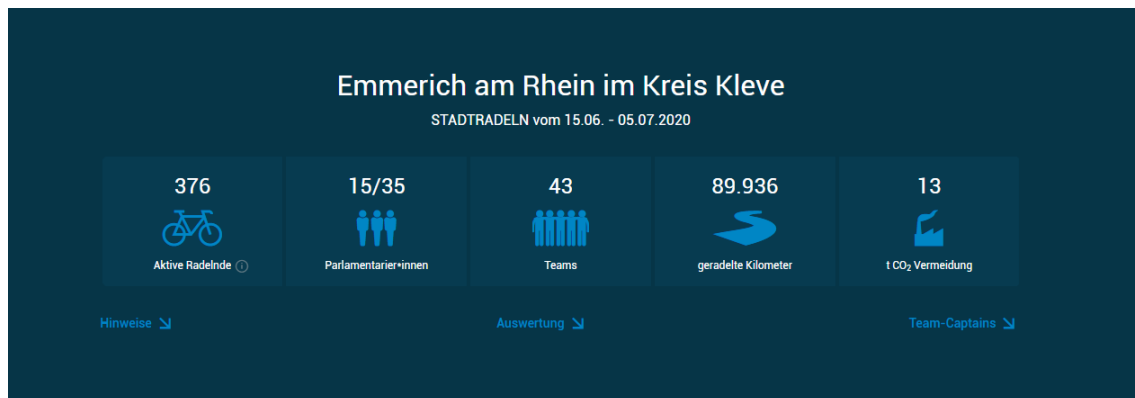 Emmerich am Rhein im Kreis Kleve
STADTRADELN vom 15.06. - 05.07.2020
376
Aktive Radelnde
15/35
Parlamentarier•innen
43
Teams
89.936
geradelte Kilometer
13
t CO₂ Vermeidung
Hinweise
Auswertung
Team-Captains